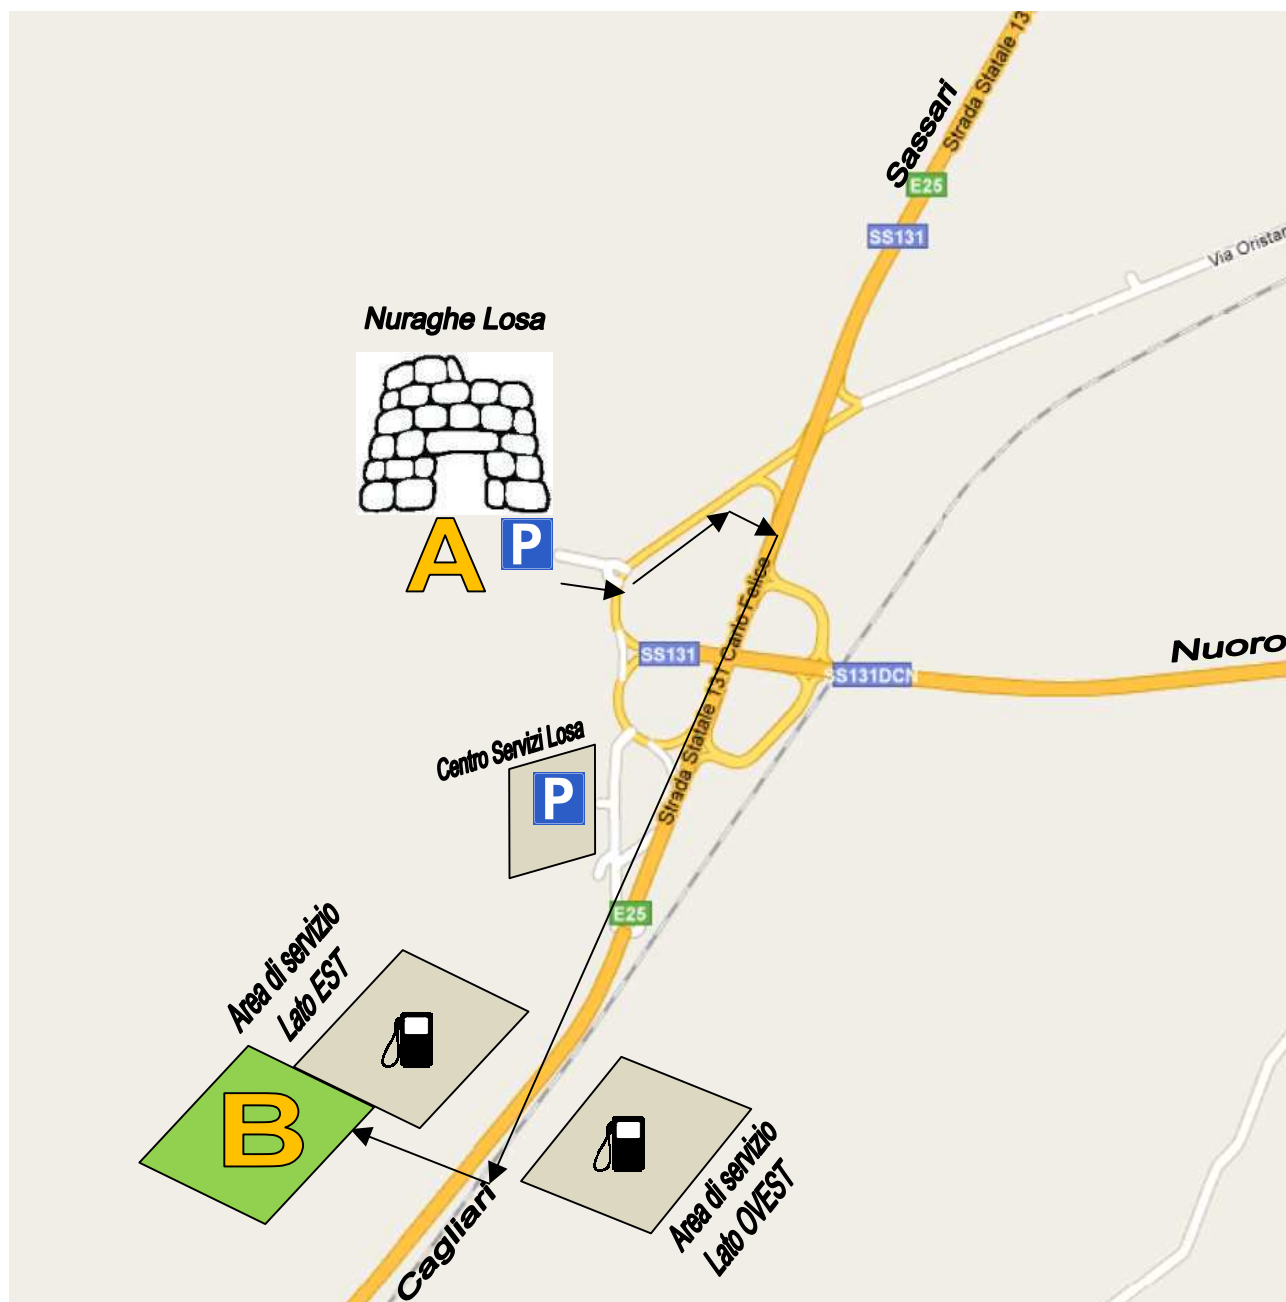 Strada Statale 13
Sassari
E25
SS131
Via Oristan
Nuraghe Losa
A
P
Strada Statale 131 Carlo Felice
SS131
SS131DCN
Nuoro
Centro Servizi Losa
P
E25
Area di servizio
Lato EST
B
Area di servizio
Lato OVEST
Cagliari